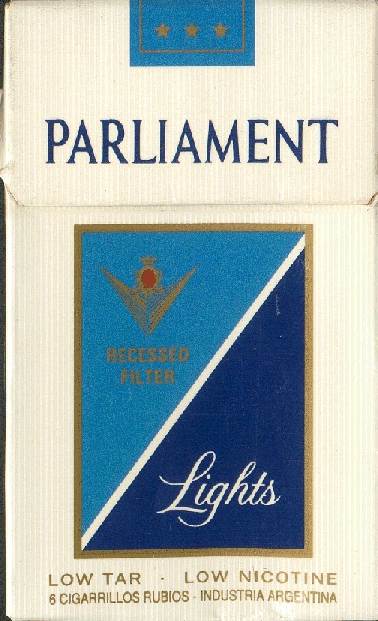 PARLIAMENT
RECESSED
FILTER
Lights
LOW TAR · LOW NICOTINE
6 CIGARRILLOS RUBIOS - INDUSTRIA ARGENTINA